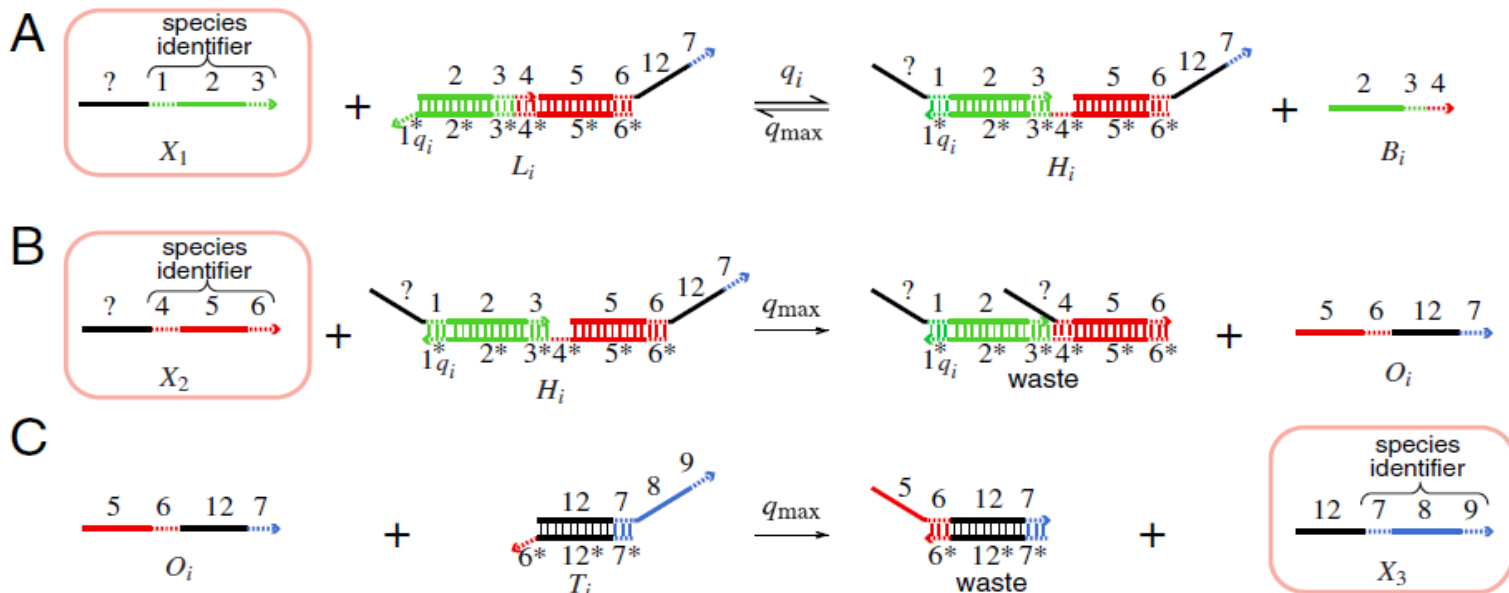 A
species
identifier
? 1 2 3
X₁
+
2 3 4 5 6 12 7
1*qᵢ 2* 3* 4* 5* 6*
Lᵢ
qᵢ
qmax
? 1 2 3 5 6 12 7
1*qᵢ 2* 3* 4* 5* 6*
Hᵢ
+
2 3 4
Bᵢ
B
species
identifier
? 4 5 6
X₂
+
? 1 2 3 5 6 12 7
1*qᵢ 2* 3* 4* 5* 6*
Hᵢ
qmax
? 1 2 ? 4 5 6
1*qᵢ 2* 3* 4* 5* 6*
waste
+
5 6 12 7
Oᵢ
C
5 6 12 7
Oᵢ
+
12 7 8 9
6* 12* 7*
Tᵢ
qmax
5 6 12 7
6* 12* 7*
waste
+
species
identifier
12 7 8 9
X₃